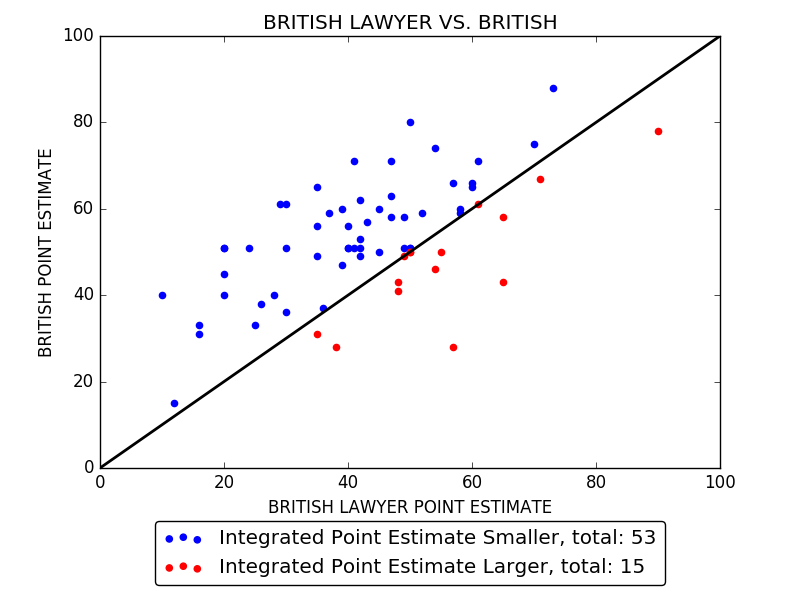 BRITISH LAWYER VS. BRITISH
100
80
60
40
20
0
BRITISH POINT ESTIMATE
0 20 40 60 80 100
BRITISH LAWYER POINT ESTIMATE
Integrated Point Estimate Smaller, total: 53
Integrated Point Estimate Larger, total: 15